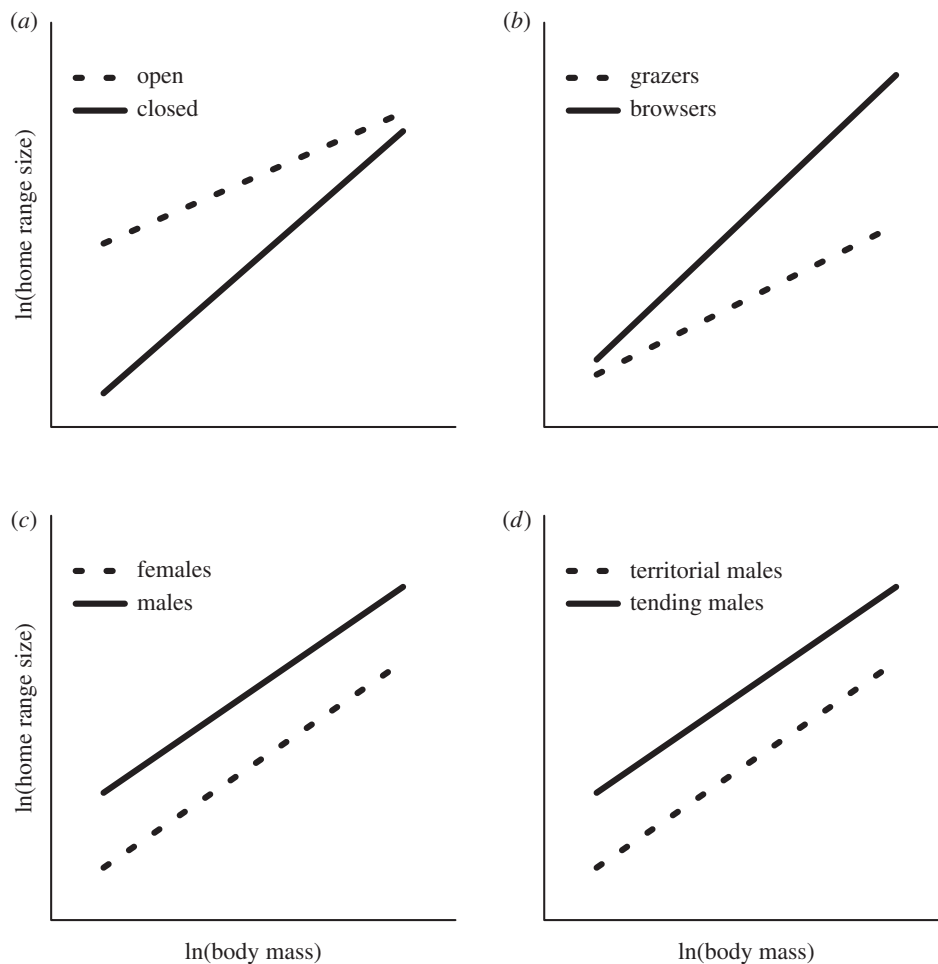 (a)
open
closed
ln(home range size)
(b)
grazers
browsers
(c)
females
males
ln(home range size)
ln(body mass)
(d)
territorial males
tending males
ln(body mass)